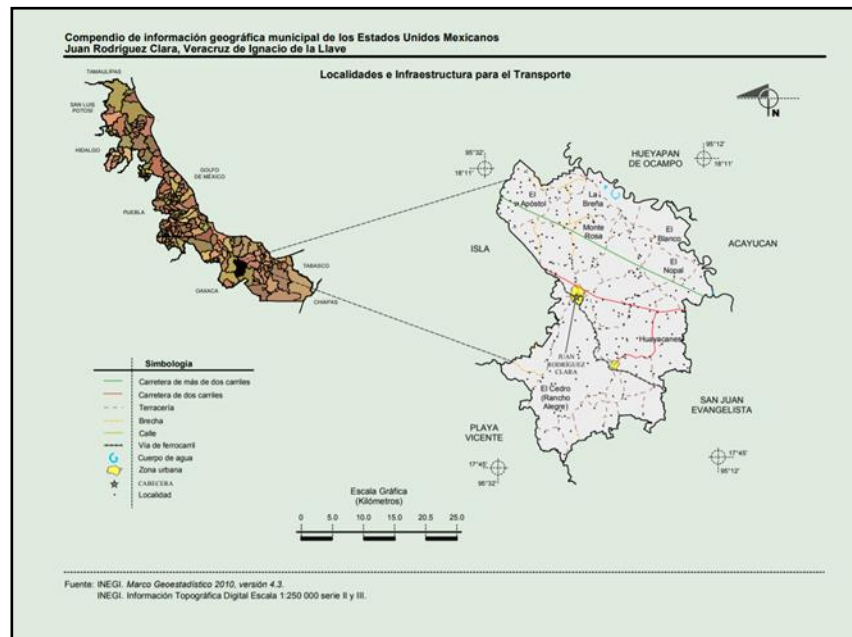 Compendio de información geográfica municipal de los Estados Unidos Mexicanos
Juan Rodríguez Clara, Veracruz de Ignacio de la Llave
Localidades e Infraestructura para el Transporte
TAMAULIPAS
SAN LUIS
POTOSÍ
HIDALGO
GOLFO
DE MÉXICO
PUEBLA
TABASCO
OAXACA
CHIAPAS
N
95°32'
18°11'
HUEYAPAN
DE OCAMPO
95°12'
18°11'
El
Apóstol
La
Breña
Monte
Rosa
El
Blanco
El
Nopal
ISLA
ACAYUCAN
Huayacanes
JUAN
RODRÍGUEZ
CLARA
El Cedro
(Rancho
Alegre)
SAN JUAN
EVANGELISTA
PLAYA
VICENTE
17°45'
95°32'
17°45'
95°12'
Simbología
Carretera de más de dos carriles
Carretera de dos carriles
Terracería
Brecha
Calle
Vía de ferrocarril
Cuerpo de agua
Zona urbana
CABECERA
Localidad
Escala Gráfica
(Kilómetros)
0 5.0 10.0 15.0 20.0 25.0
Fuente: INEGI. Marco Geoestadístico 2010, versión 4.3.
INEGI. Información Topográfica Digital Escala 1:250 000 serie II y III.